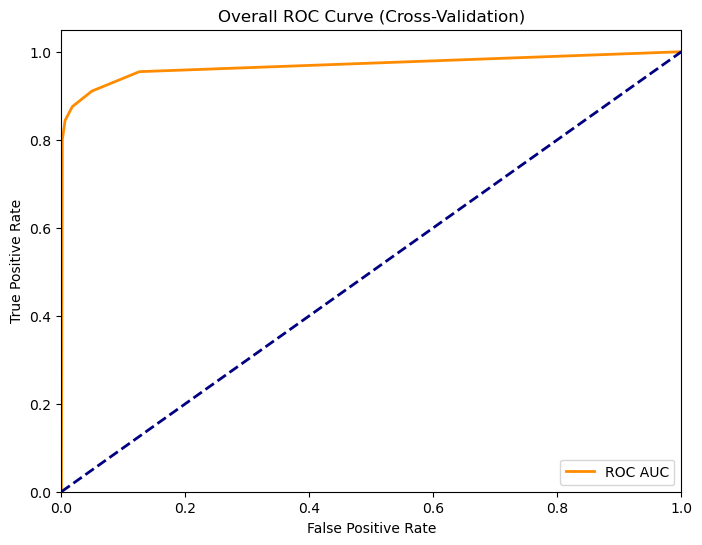 Overall ROC Curve (Cross-Validation)
True Positive Rate
1.0
0.8
0.6
0.4
0.2
0.0
0.0 0.2 0.4 0.6 0.8 1.0
False Positive Rate
ROC AUC